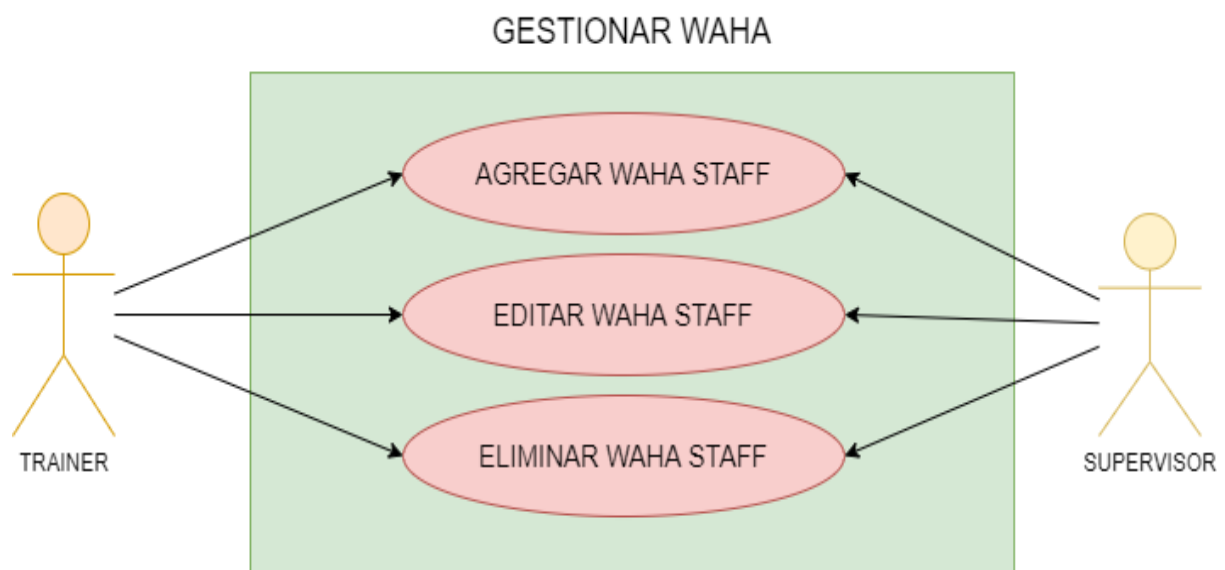 GESTIONAR WAHA
AGREGAR WAHA STAFF
EDITAR WAHA STAFF
ELIMINAR WAHA STAFF
TRAINER
SUPERVISOR